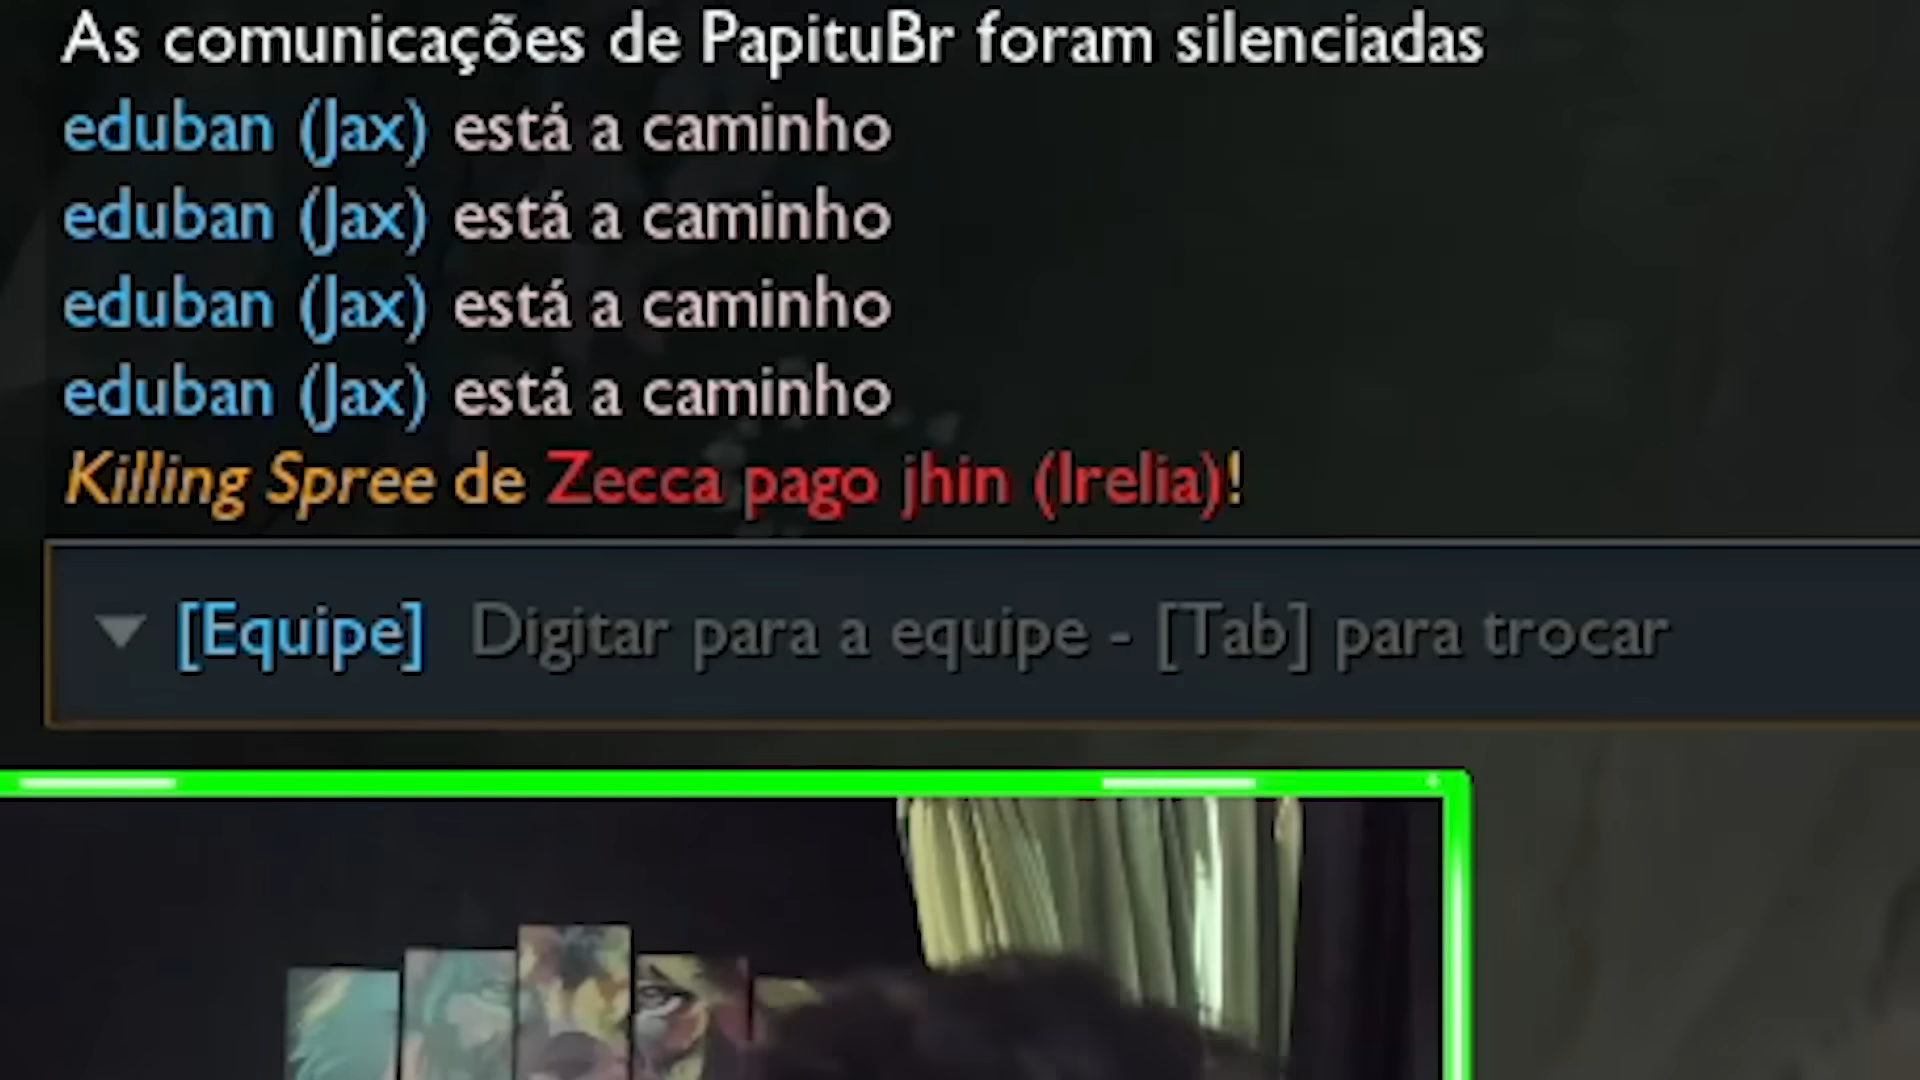 As comunicações de PapituBr foram silenciadas
eduban (Jax) está a caminho
eduban (Jax) está a caminho
eduban (Jax) está a caminho
eduban (Jax) está a caminho
Killing Spree de Zecca pago jhin (Irelia)!
[Equipe] Digitar para a equipe - [Tab] para trocar